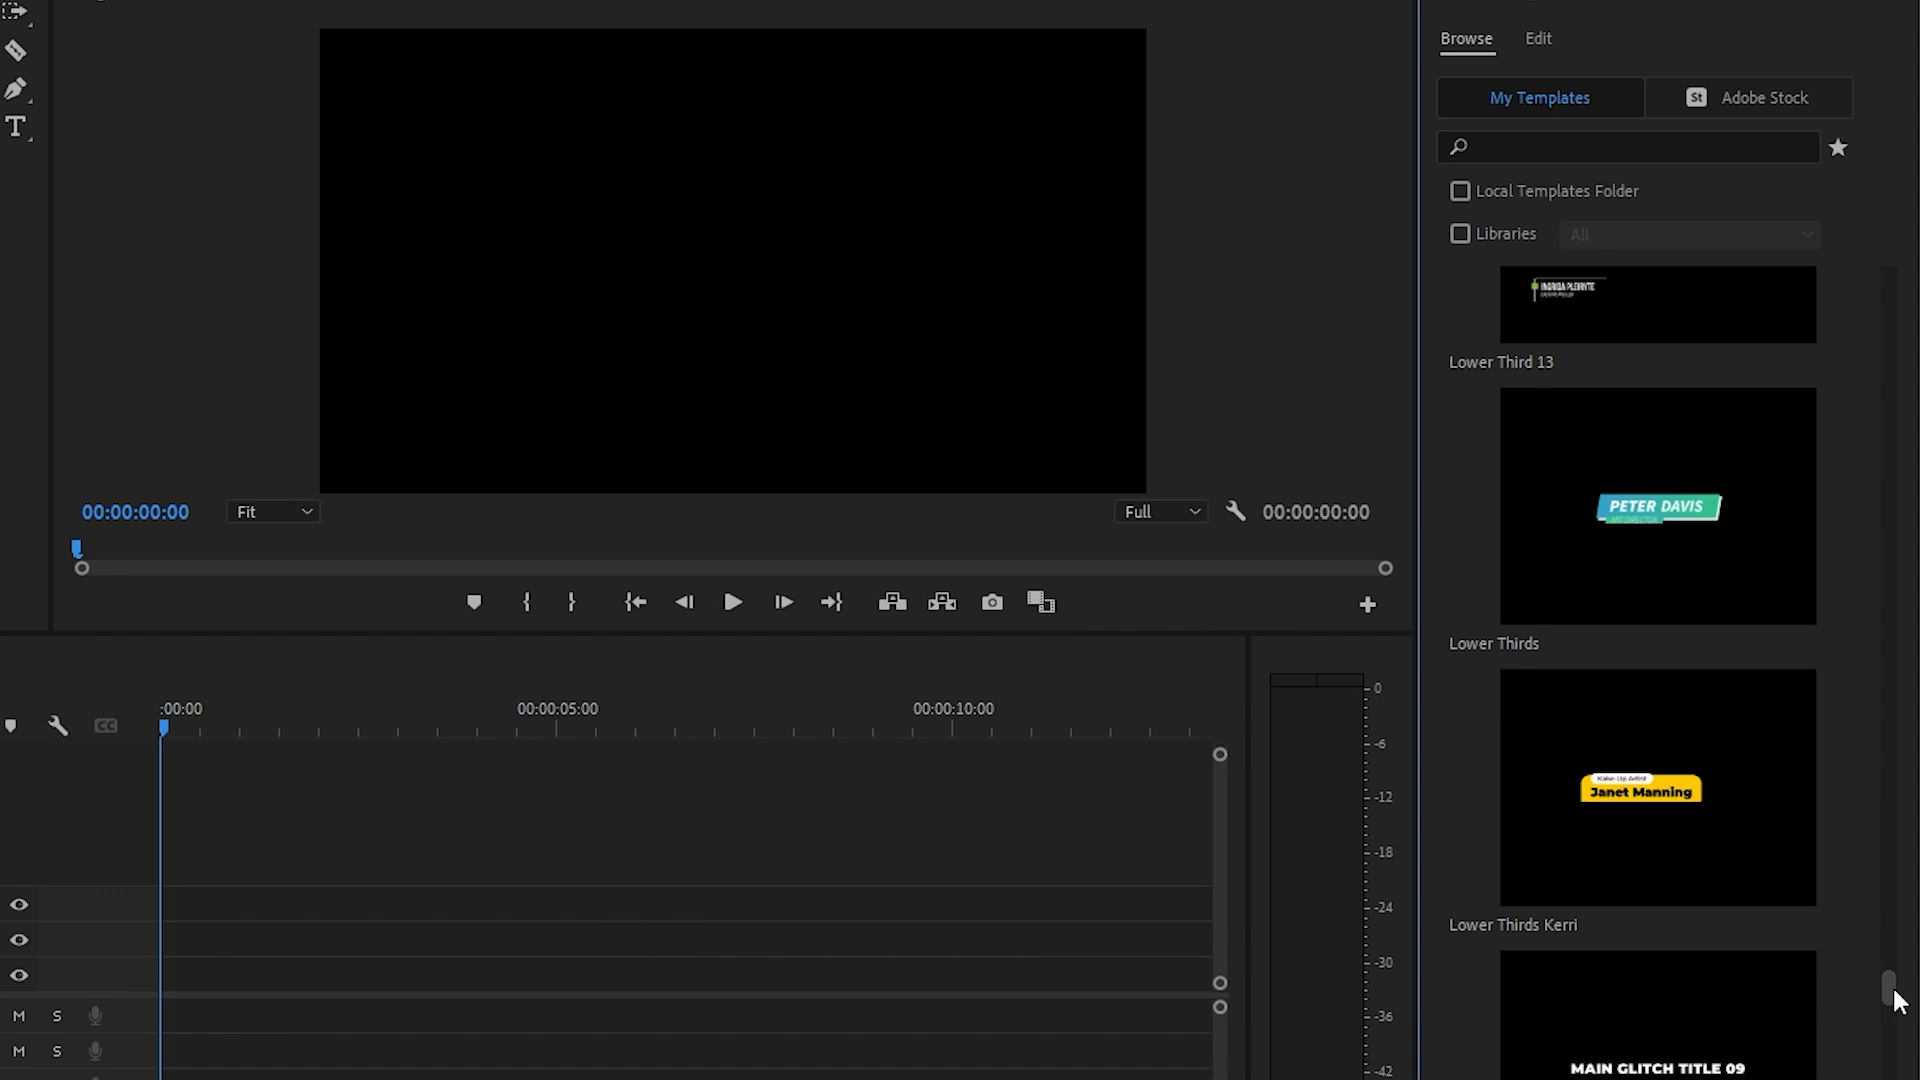 Browse
Edit
My Templates
St Adobe Stock
Local Templates Folder
Libraries
All
Lower Third 13
PETER DAVIS
Lower Thirds
Janet Manning
Lower Thirds Kerri
MAIN GLITCH TITLE 09
T
00:00:00:00
Fit
Full
00:00:00:00
:00:00
00:00:05:00
00:00:10:00
CC
M S
M S
0
-6
-12
-18
-24
-30
-36
-42